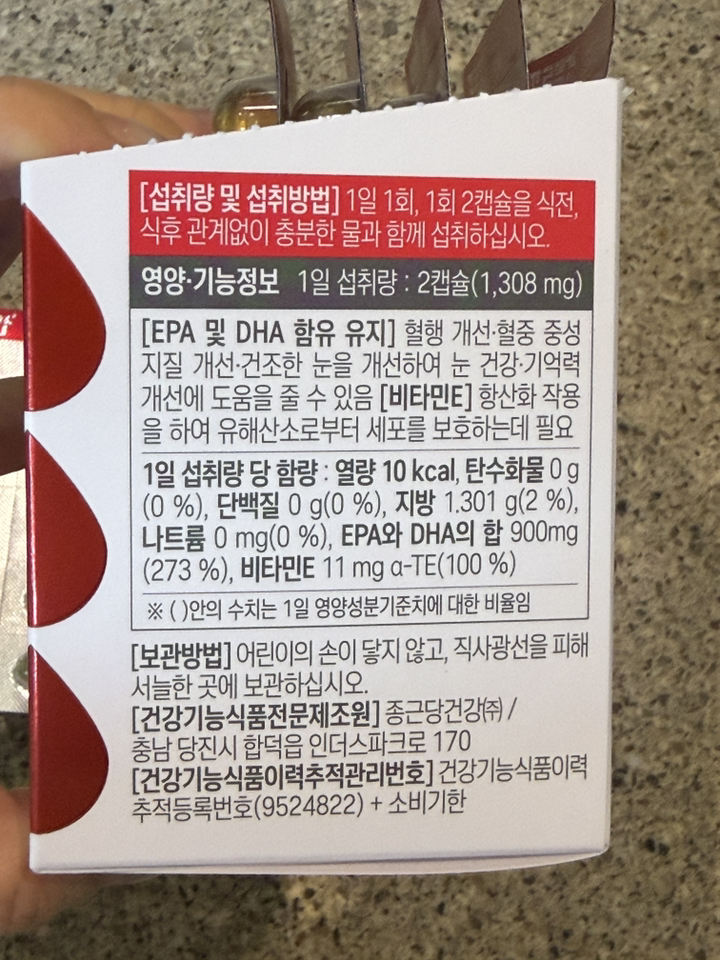 [섭취량 및 섭취방법] 1일 1회, 1회 2캡슐을 식전,
식후 관계없이 충분한 물과 함께 섭취하십시오.
영양·기능정보 1일 섭취량 : 2캡슐(1,308 mg)
[EPA 및 DHA 함유 유지] 혈행 개선·혈중 중성
지질 개선·건조한 눈을 개선하여 눈 건강·기억력
개선에 도움을 줄 수 있음 [비타민E] 항산화 작용
을 하여 유해산소로부터 세포를 보호하는데 필요
1일 섭취량 당 함량 : 열량 10 kcal, 탄수화물 0 g
(0 %), 단백질 0 g(0 %), 지방 1.301 g(2 %),
나트륨 0 mg(0 %), EPA와 DHA의 합 900mg
(273 %), 비타민E 11 mg α-TE(100 %)
※ ( )안의 수치는 1일 영양성분기준치에 대한 비율임
[보관방법] 어린이의 손이 닿지 않고, 직사광선을 피해
서늘한 곳에 보관하십시오.
[건강기능식품전문제조원] 종근당건강㈜ /
충남 당진시 합덕읍 인더스파크로 170
[건강기능식품이력추적관리번호] 건강기능식품이력
추적등록번호(9524822) + 소비기한